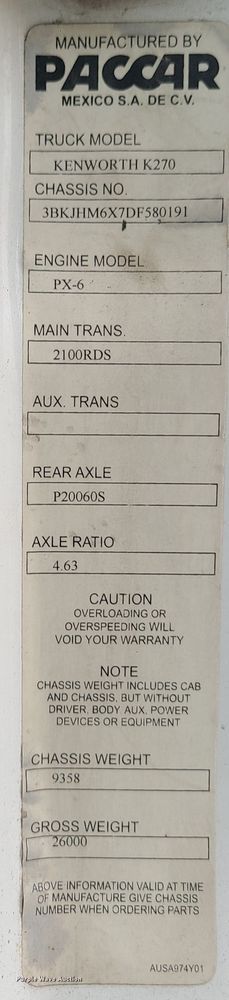 MANUFACTURED BY
PACCAR
MEXICO S.A. DE C.V.
TRUCK MODEL
KENWORTH K270
CHASSIS NO.
3BKJHM6X7DF580191
ENGINE MODEL
PX-6
MAIN TRANS.
2100RDS
AUX. TRANS
REAR AXLE
P20060S
AXLE RATIO
4.63
CAUTION
OVERLOADING OR
OVERSPEEDING WILL
VOID YOUR WARRANTY
NOTE
CHASSIS WEIGHT INCLUDES CAB
AND CHASSIS, BUT WITHOUT
DRIVER, BODY, AUX. POWER
DEVICES OR EQUIPMENT
CHASSIS WEIGHT
9358
GROSS WEIGHT
26000
ABOVE INFORMATION VALID AT TIME
OF MANUFACTURE GIVE CHASSIS
NUMBER WHEN ORDERING PARTS
AUSA974Y01
Purple Wave Auction